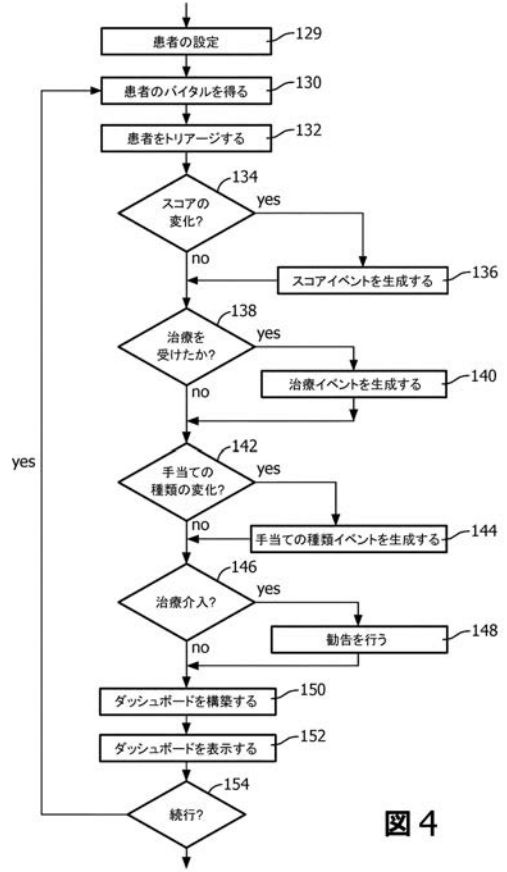 患者の設定
129
患者のバイタルを得る
130
患者をトリアージする
132
134
スコアの
変化?
yes
no
スコアイベントを生成する
136
138
治療を
受けたか?
yes
no
治療イベントを生成する
140
yes
142
手当ての
種類の変化?
yes
no
手当ての種類イベントを生成する
144
146
治療介入?
yes
no
勧告を行う
148
ダッシュボードを構築する
150
ダッシュボードを表示する
152
154
続行?
図4